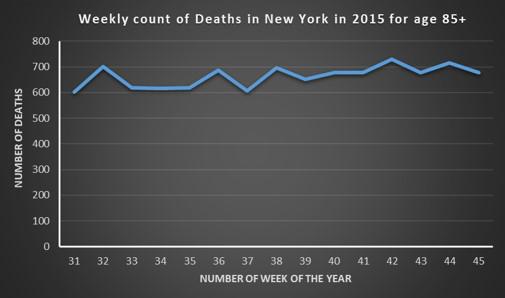 Weekly count of Deaths in New York in 2015 for age 85+
800
700
600
500
400
300
200
100
0
NUMBER OF DEATHS
31 32 33 34 35 36 37 38 39 40 41 42 43 44 45
NUMBER OF WEEK OF THE YEAR